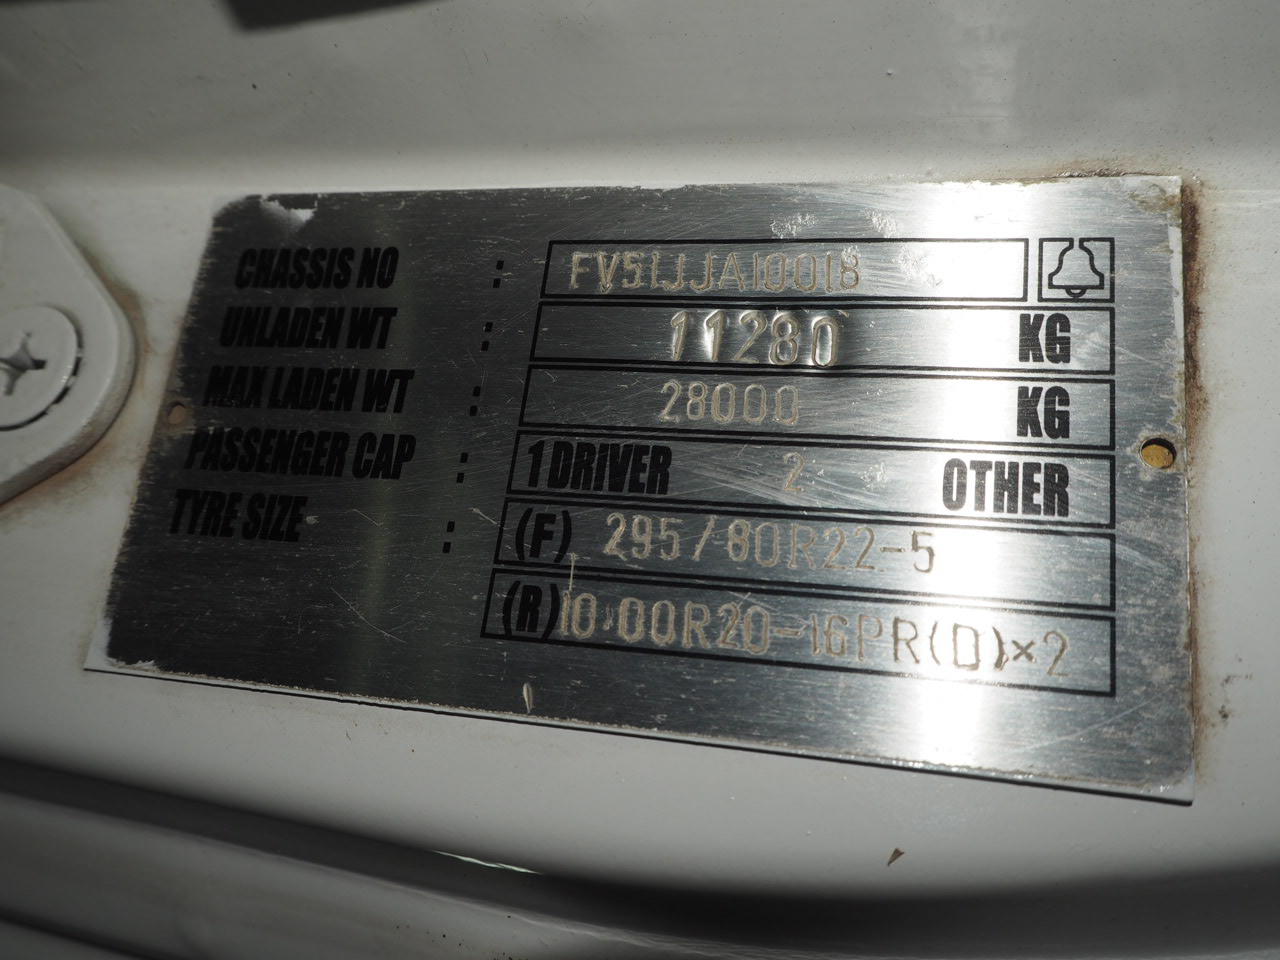 CHASSIS NO : FV51JJA10018
UNLADEN WT : 11280 KG
MAX LADEN WT : 28000 KG
PASSENGER CAP : 1 DRIVER 2 OTHER
TYRE SIZE : (F) 295/80R22-5
(R) 10·00R20-16PR(D)×2